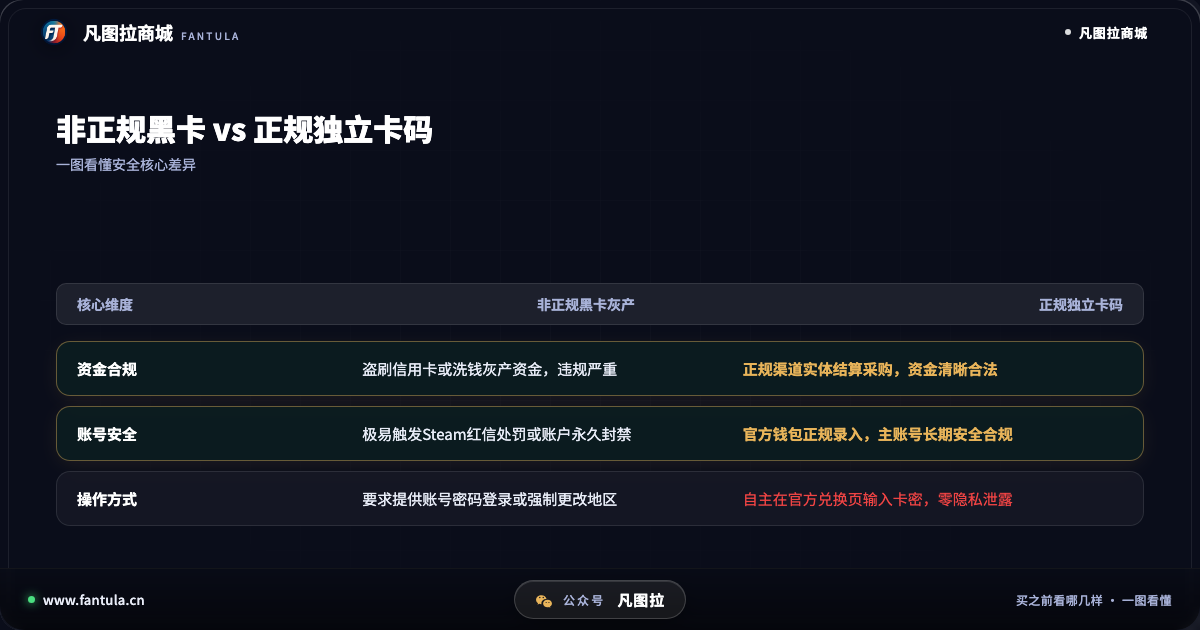 FT 凡图拉商城 FANTULA
凡图拉商城
非正规黑卡 vs 正规独立卡码
一图看懂安全核心差异
核心维度 非正规黑卡灰产 正规独立卡码
资金合规 盗刷信用卡或洗钱灰产资金，违规严重 正规渠道实体结算采购，资金清晰合法
账号安全 极易触发Steam红信处罚或账户永久封禁 官方钱包正规录入，主账号长期安全合规
操作方式 要求提供账号密码登录或强制更改地区 自主在官方兑换页输入卡密，零隐私泄露
www.fantula.cn 公众号 凡图拉 买之前看哪几样 · 一图看懂